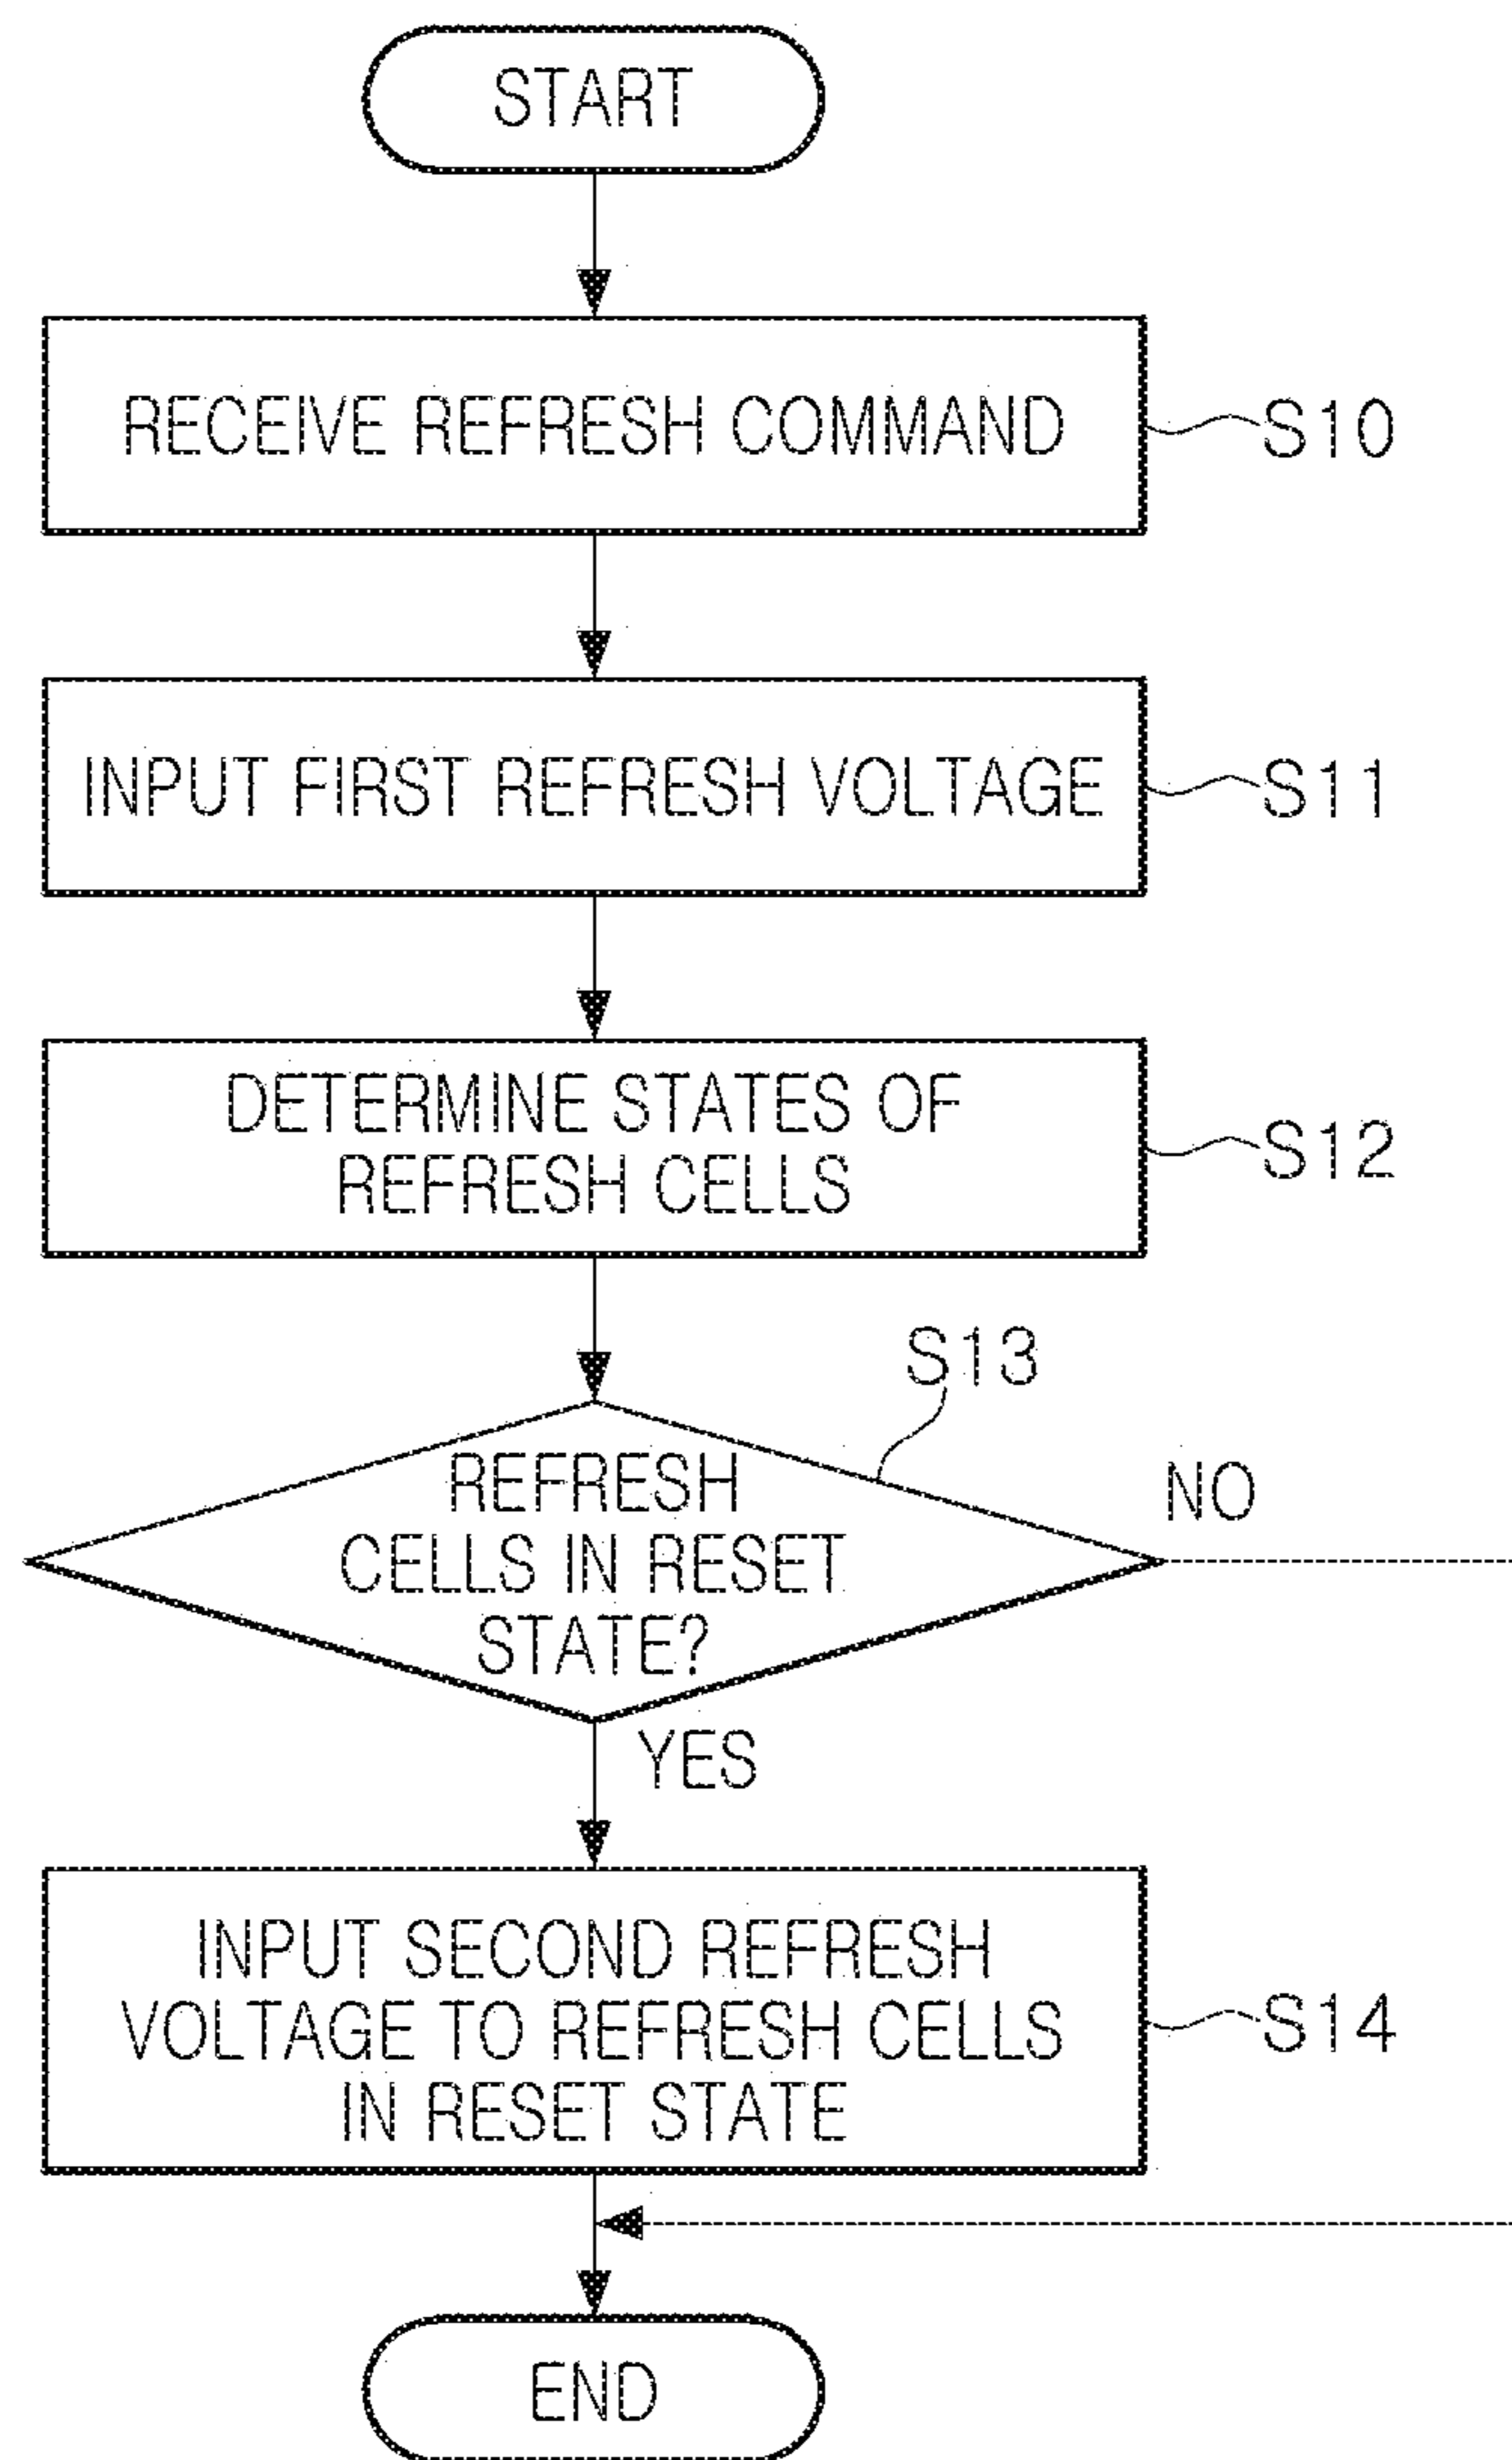 START
RECEIVE REFRESH COMMAND
S10
INPUT FIRST REFRESH VOLTAGE
S11
DETERMINE STATES OF
REFRESH CELLS
S12
S13
REFRESH
CELLS IN RESET
STATE?
NO
YES
INPUT SECOND REFRESH
VOLTAGE TO REFRESH CELLS
IN RESET STATE
S14
END